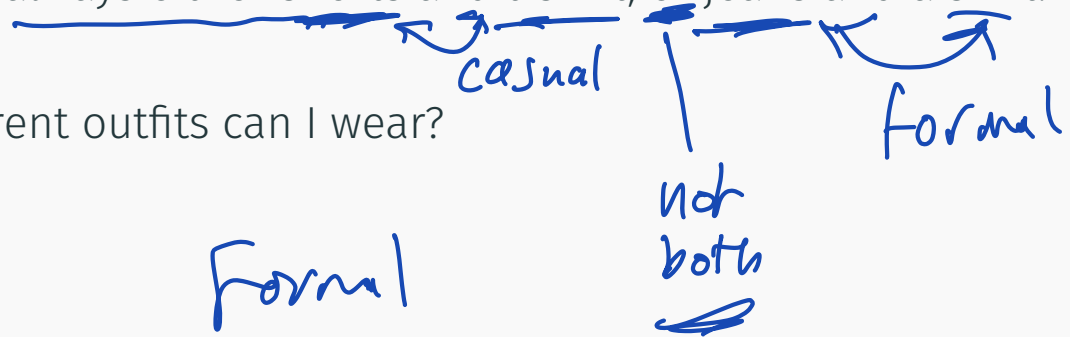 casual
rent outfits can I wear?
formal
not
both
Formal